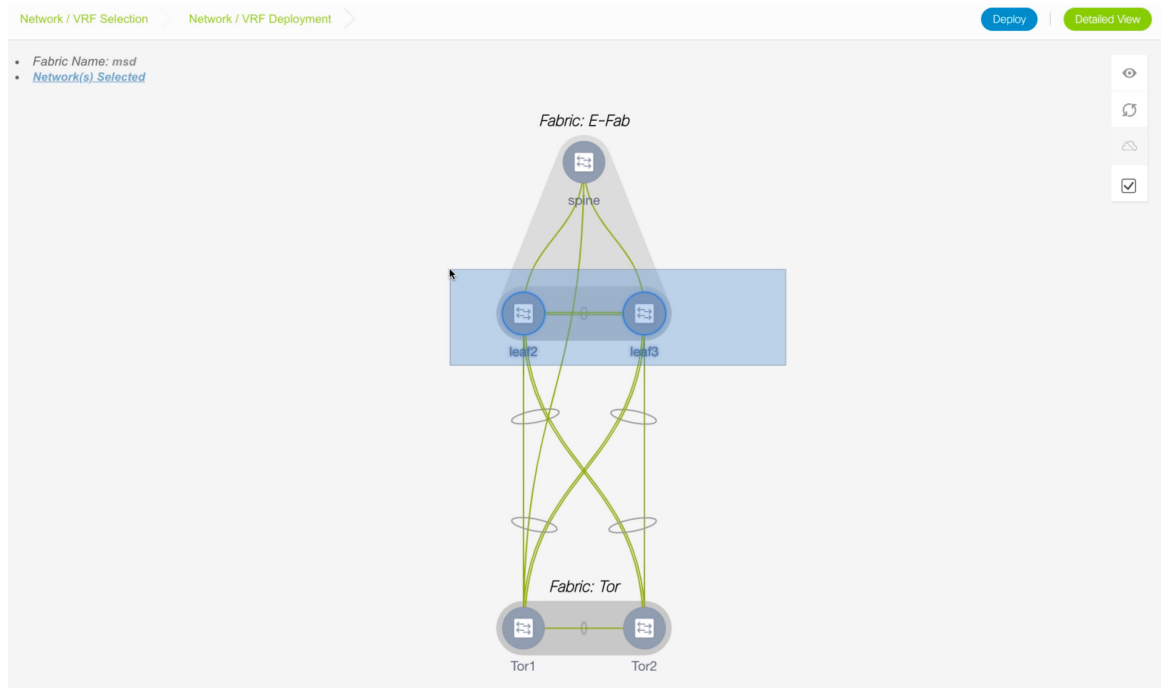 Network / VRF Selection Network / VRF Deployment Deploy Detailed View
• Fabric Name: msd
• Network(s) Selected
Fabric: E-Fab
spine
leaf2 leaf3
Fabric: Tor
Tor1 Tor2